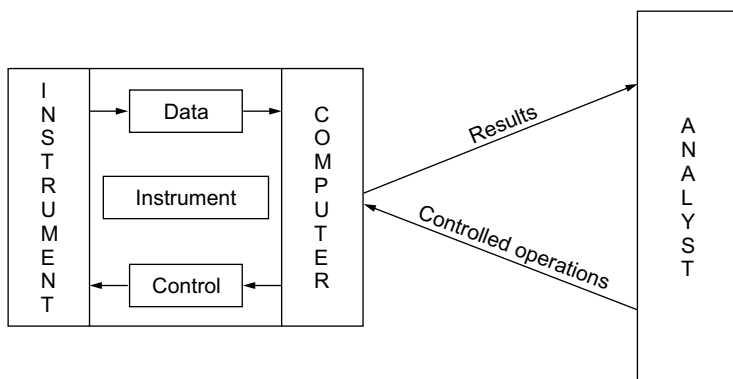 INSTRUMENT
Data
Instrument
Control
COMPUTER
Results
Controlled operations
ANALYST